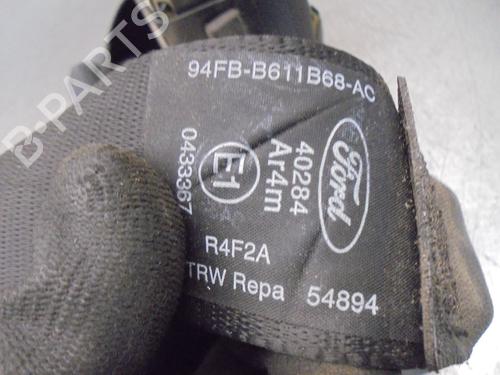 94FB-B611B68-AC
0433367
E1
40284
Ar4m
Ford
R4F2A
TRW Repa 54894
B-PARTS